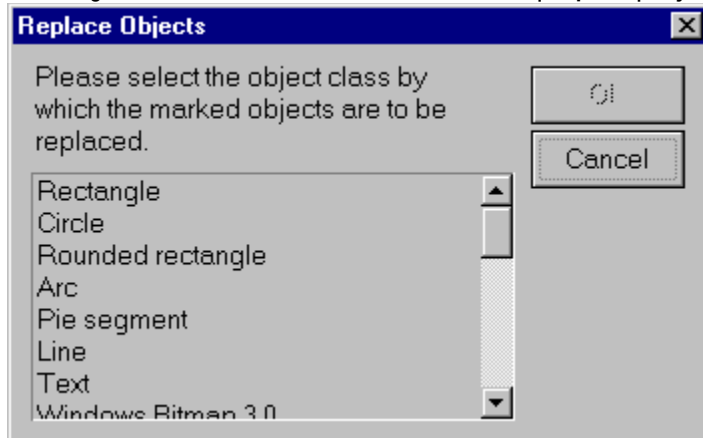 Replace Objects
Please select the object class by
which the marked objects are to be
replaced.
Cancel
Rectangle
Circle
Rounded rectangle
Arc
Pie segment
Line
Text
Windows Bitmap 3.0